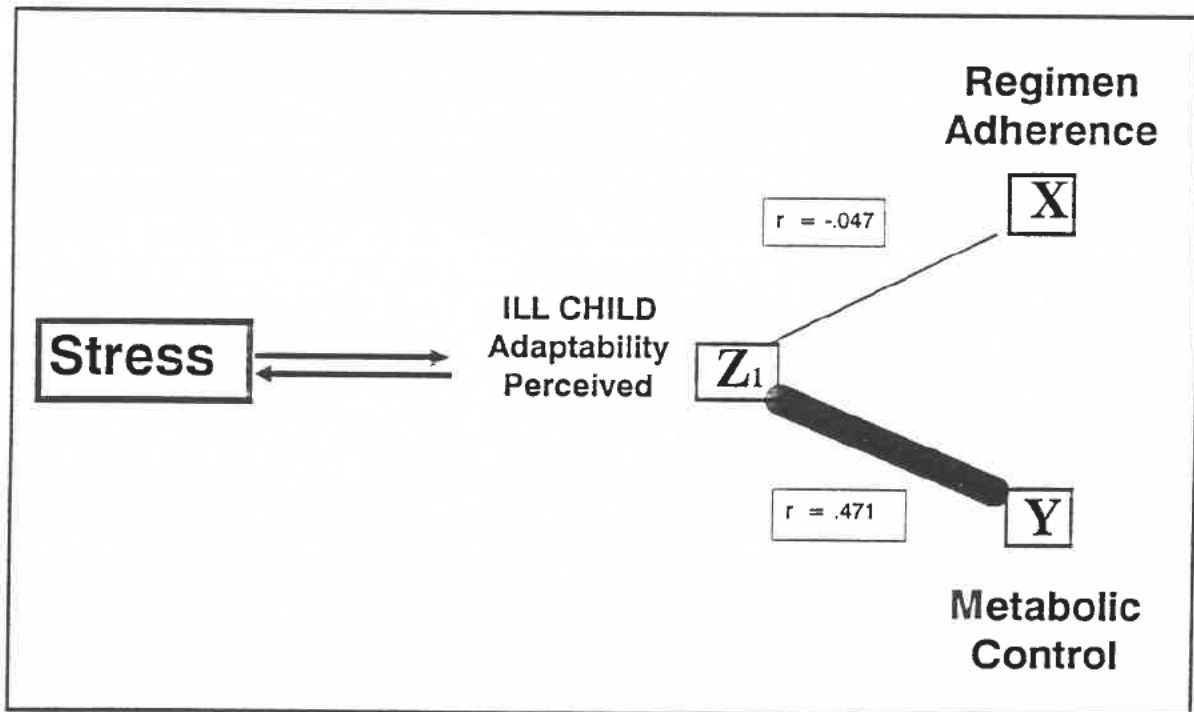 Regimen
Adherence
X
r = -.047
ILL CHILD
Adaptability
Perceived
Stress
Z1
r = .471
Y
Metabolic
Control